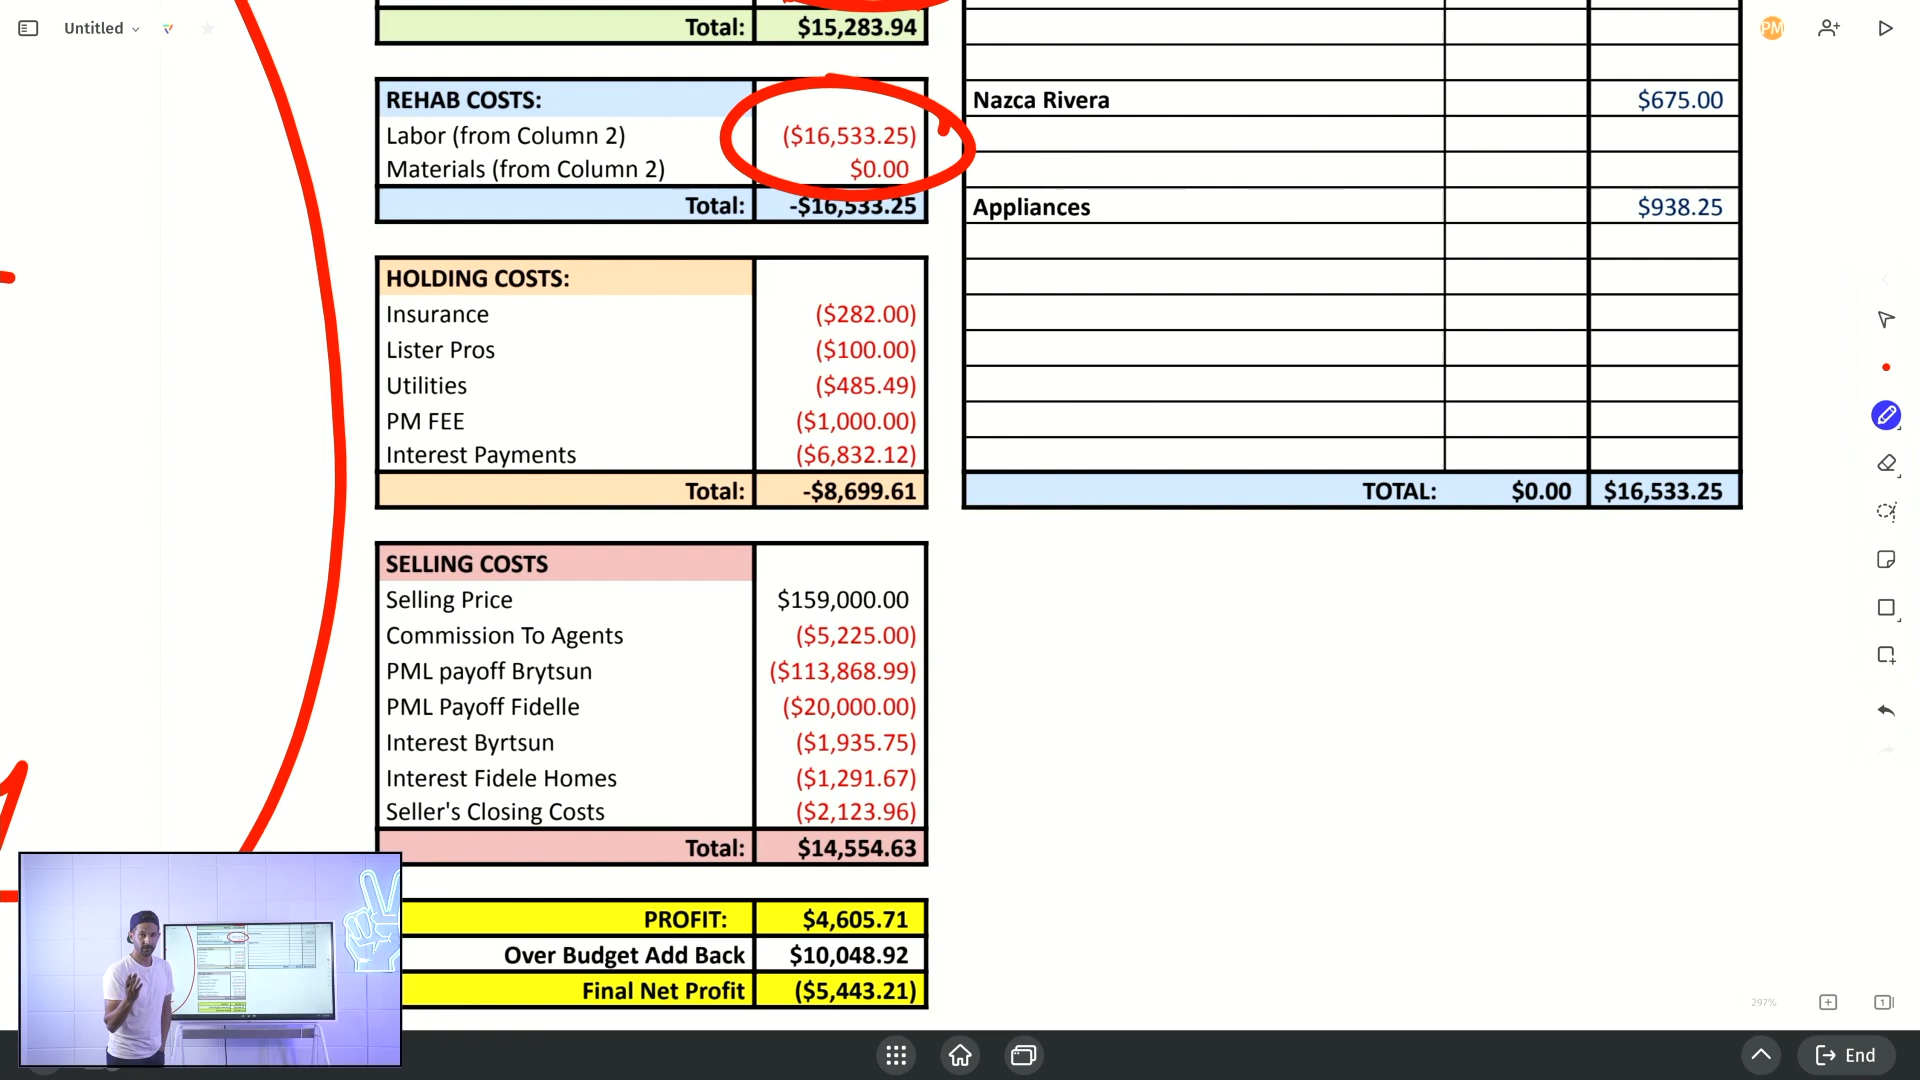 Untitled
PM
Total: $15,283.94
REHAB COSTS:
Labor (from Column 2) ($16,533.25)
Materials (from Column 2) $0.00
Total: -$16,533.25
HOLDING COSTS:
Insurance ($282.00)
Lister Pros ($100.00)
Utilities ($485.49)
PM FEE ($1,000.00)
Interest Payments ($6,832.12)
Total: -$8,699.61
SELLING COSTS
Selling Price $159,000.00
Commission To Agents ($5,225.00)
PML payoff Brytsun ($113,868.99)
PML Payoff Fidelle ($20,000.00)
Interest Byrtsun ($1,935.75)
Interest Fidele Homes ($1,291.67)
Seller's Closing Costs ($2,123.96)
Total: $14,554.63
PROFIT: $4,605.71
Over Budget Add Back $10,048.92
Final Net Profit ($5,443.21)
Nazca Rivera $675.00
Appliances $938.25
TOTAL: $0.00 $16,533.25
297%
1
End